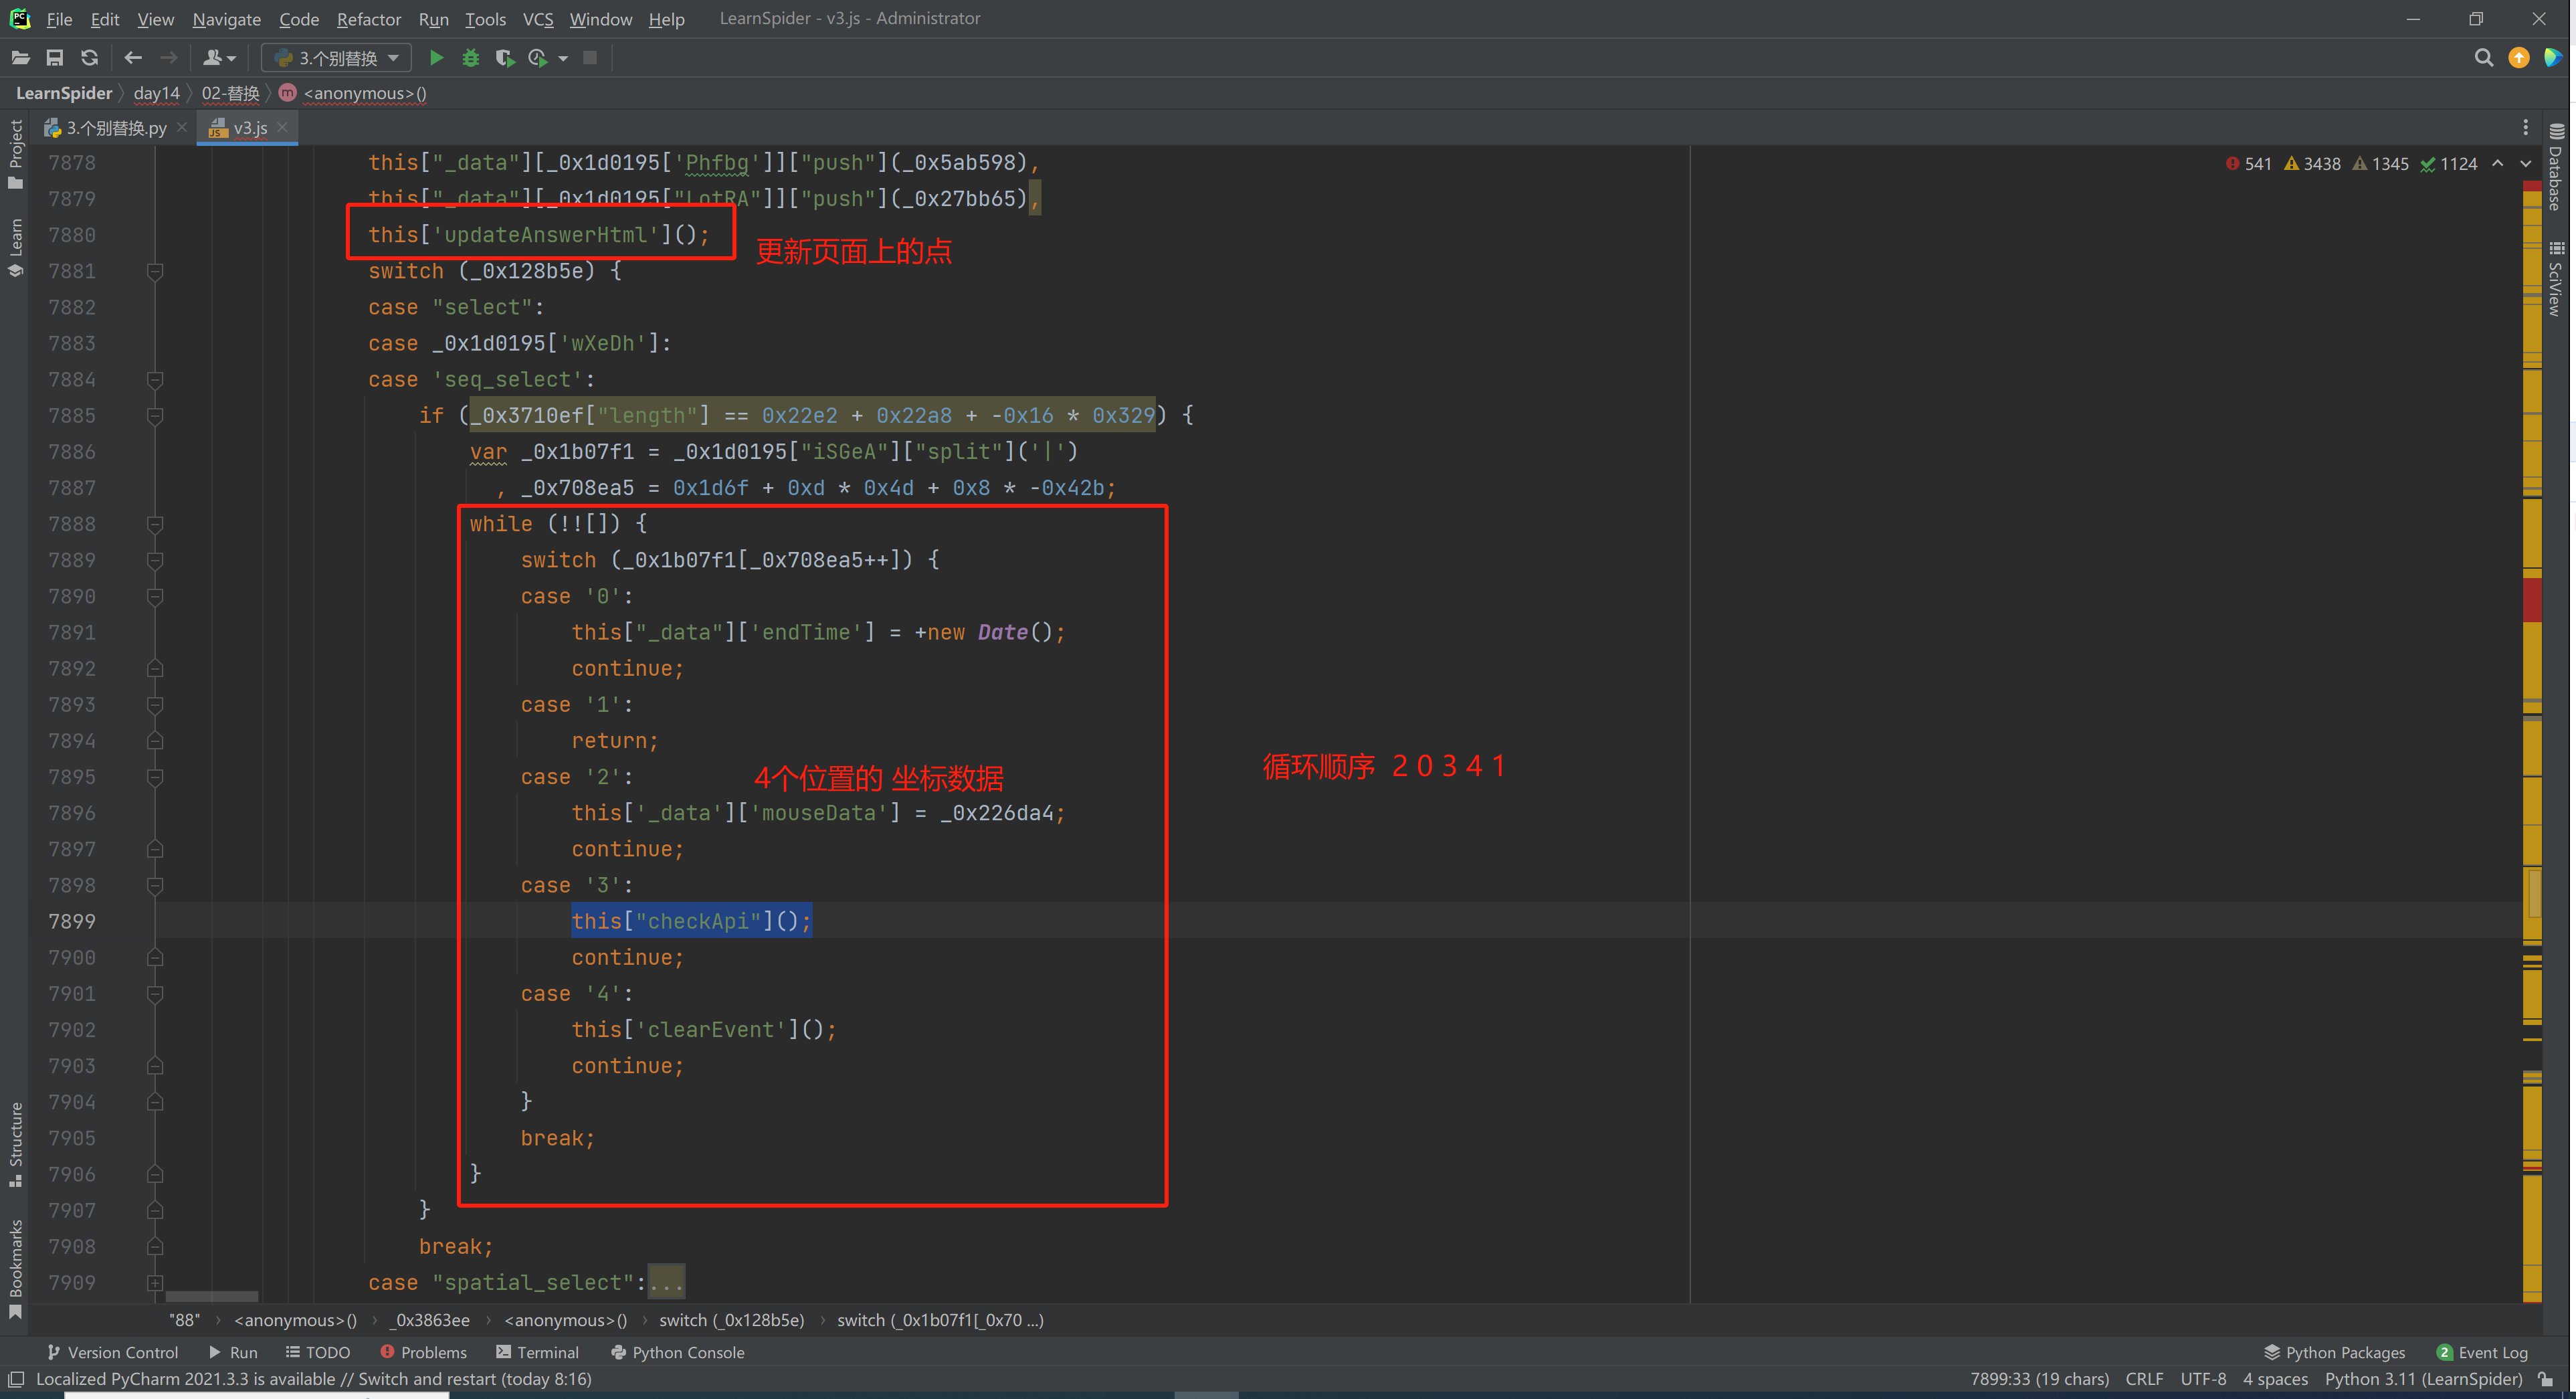 File Edit View Navigate Code Refactor Run Tools VCS Window Help LearnSpider - v3.js - Administrator
3.个别替换
LearnSpider day14 02-替换 m <anonymous>()
3.个别替换.py v3.js
Project
Learn
Structure
Bookmarks
Database
SciView
541 3438 1345 1124
7878 this["_data"][_0x1d0195['Phfbg']]["push"](_0x5ab598),
7879 this["_data"][_0x1d0195["LotRA"]]["push"](_0x27bb65),
7880 this['updateAnswerHtml']();
更新页面上的点
7881 switch (_0x128b5e) {
7882 case "select":
7883 case _0x1d0195['wXeDh']:
7884 case 'seq_select':
7885 if (_0x3710ef["length"] == 0x22e2 + 0x22a8 + -0x16 * 0x329) {
7886 var _0x1b07f1 = _0x1d0195["iSGeA"]["split"]('|')
7887 , _0x708ea5 = 0x1d6f + 0xd * 0x4d + 0x8 * -0x42b;
7888 while (!![]) {
7889 switch (_0x1b07f1[_0x708ea5++]) {
7890 case '0':
7891 this["_data"]['endTime'] = +new Date();
7892 continue;
7893 case '1':
7894 return;
7895 case '2':
4个位置的 坐标数据
循环顺序 2 0 3 4 1
7896 this['_data']['mouseData'] = _0x226da4;
7897 continue;
7898 case '3':
7899 this["checkApi"]();
7900 continue;
7901 case '4':
7902 this['clearEvent']();
7903 continue;
7904 }
7905 break;
7906 }
7907 }
7908 break;
7909 case "spatial_select":...
"88" <anonymous>() _0x3863ee <anonymous>() switch (_0x128b5e) switch (_0x1b07f1[_0x70 ...)
Version Control Run TODO Problems Terminal Python Console Python Packages 2 Event Log
Localized PyCharm 2021.3.3 is available // Switch and restart (today 8:16) 7899:33 (19 chars) CRLF UTF-8 4 spaces Python 3.11 (LearnSpider)